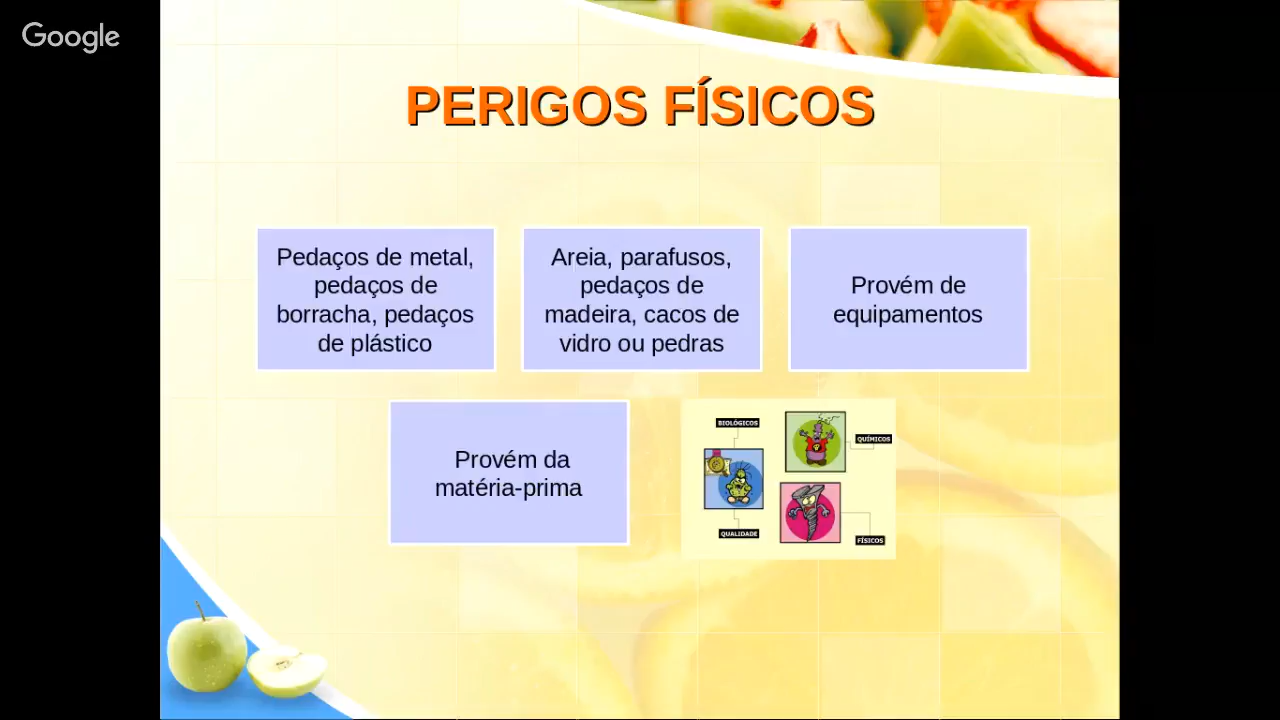 Google
PERIGOS FÍSICOS
Pedaços de metal,
pedaços de
borracha, pedaços
de plástico
Areia, parafusos,
pedaços de
madeira, cacos de
vidro ou pedras
Provém de
equipamentos
Provém da
matéria-prima
BIOLÓGICOS
QUÍMICOS
QUALIDADE
FÍSICOS